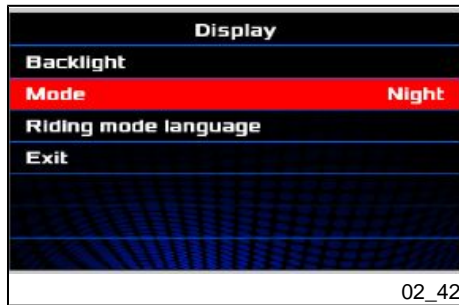 Display
Backlight
Mode Night
Riding mode language
Exit
02_42